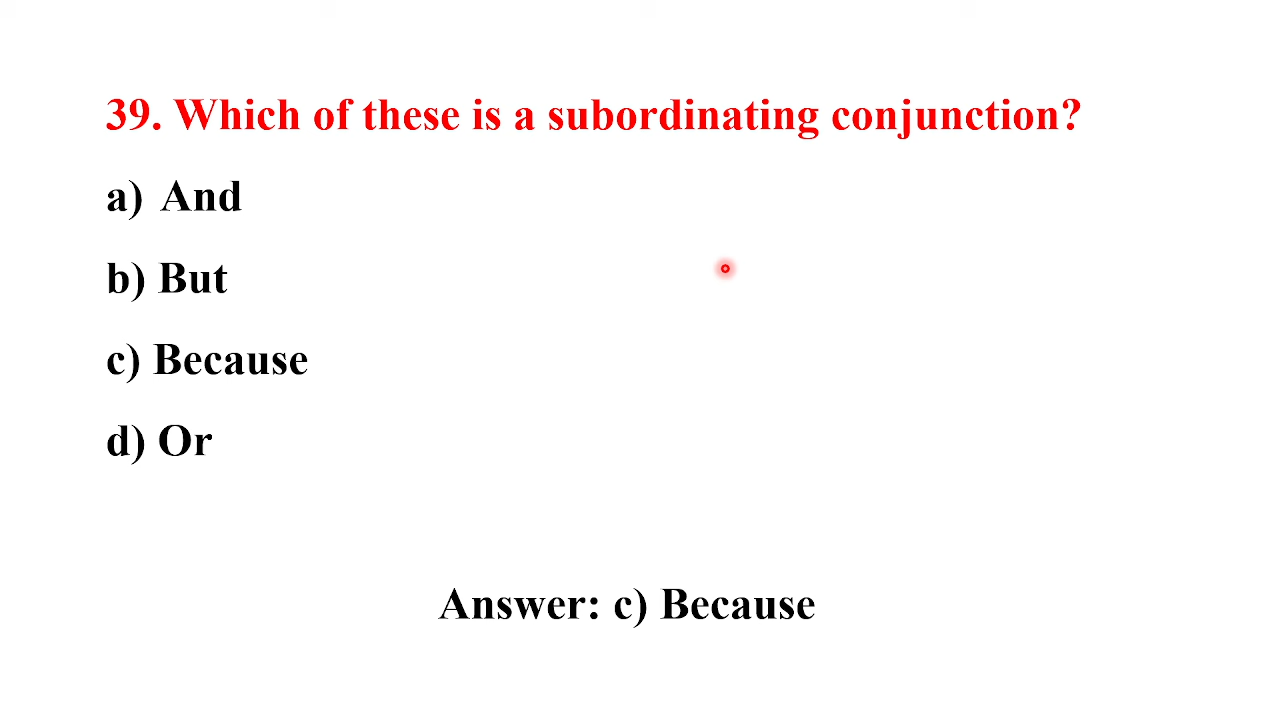 39. Which of these is a subordinating conjunction?
a) And
b) But
c) Because
d) Or
Answer: c) Because